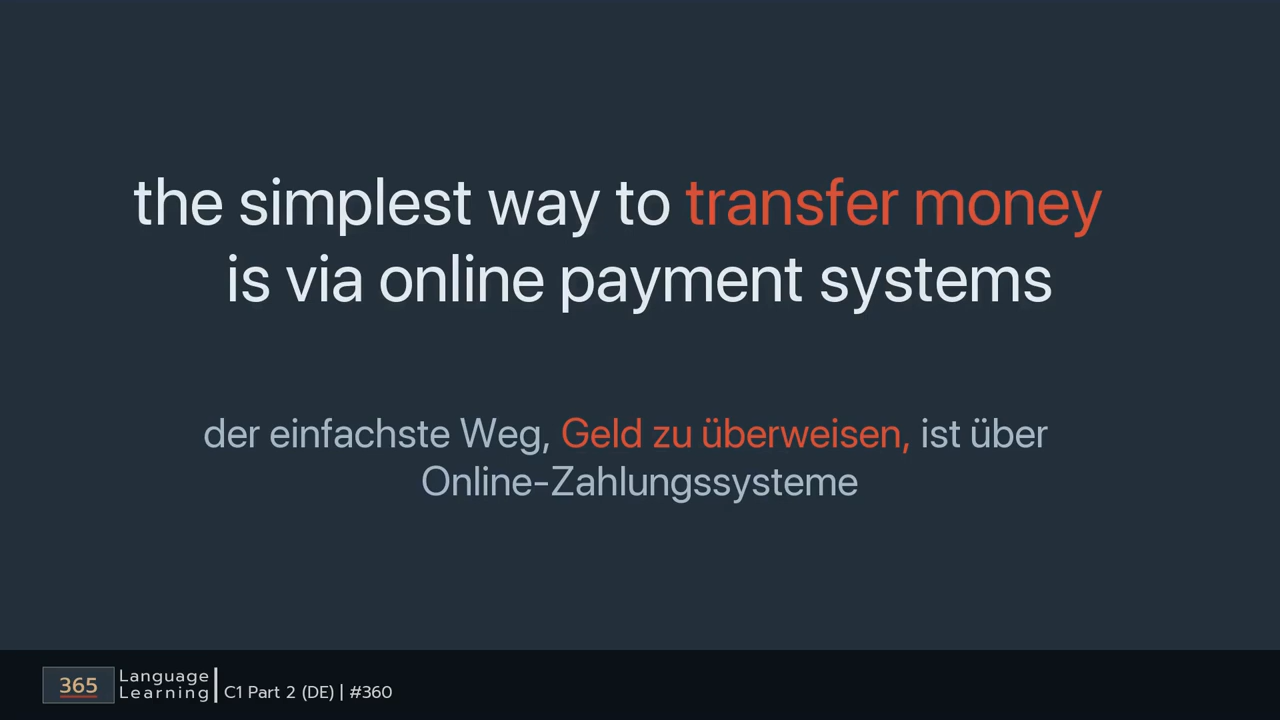 the simplest way to transfer money
is via online payment systems
der einfachste Weg, Geld zu überweisen, ist über
Online-Zahlungssysteme
365
Language
Learning
C1 Part 2 (DE) | #360